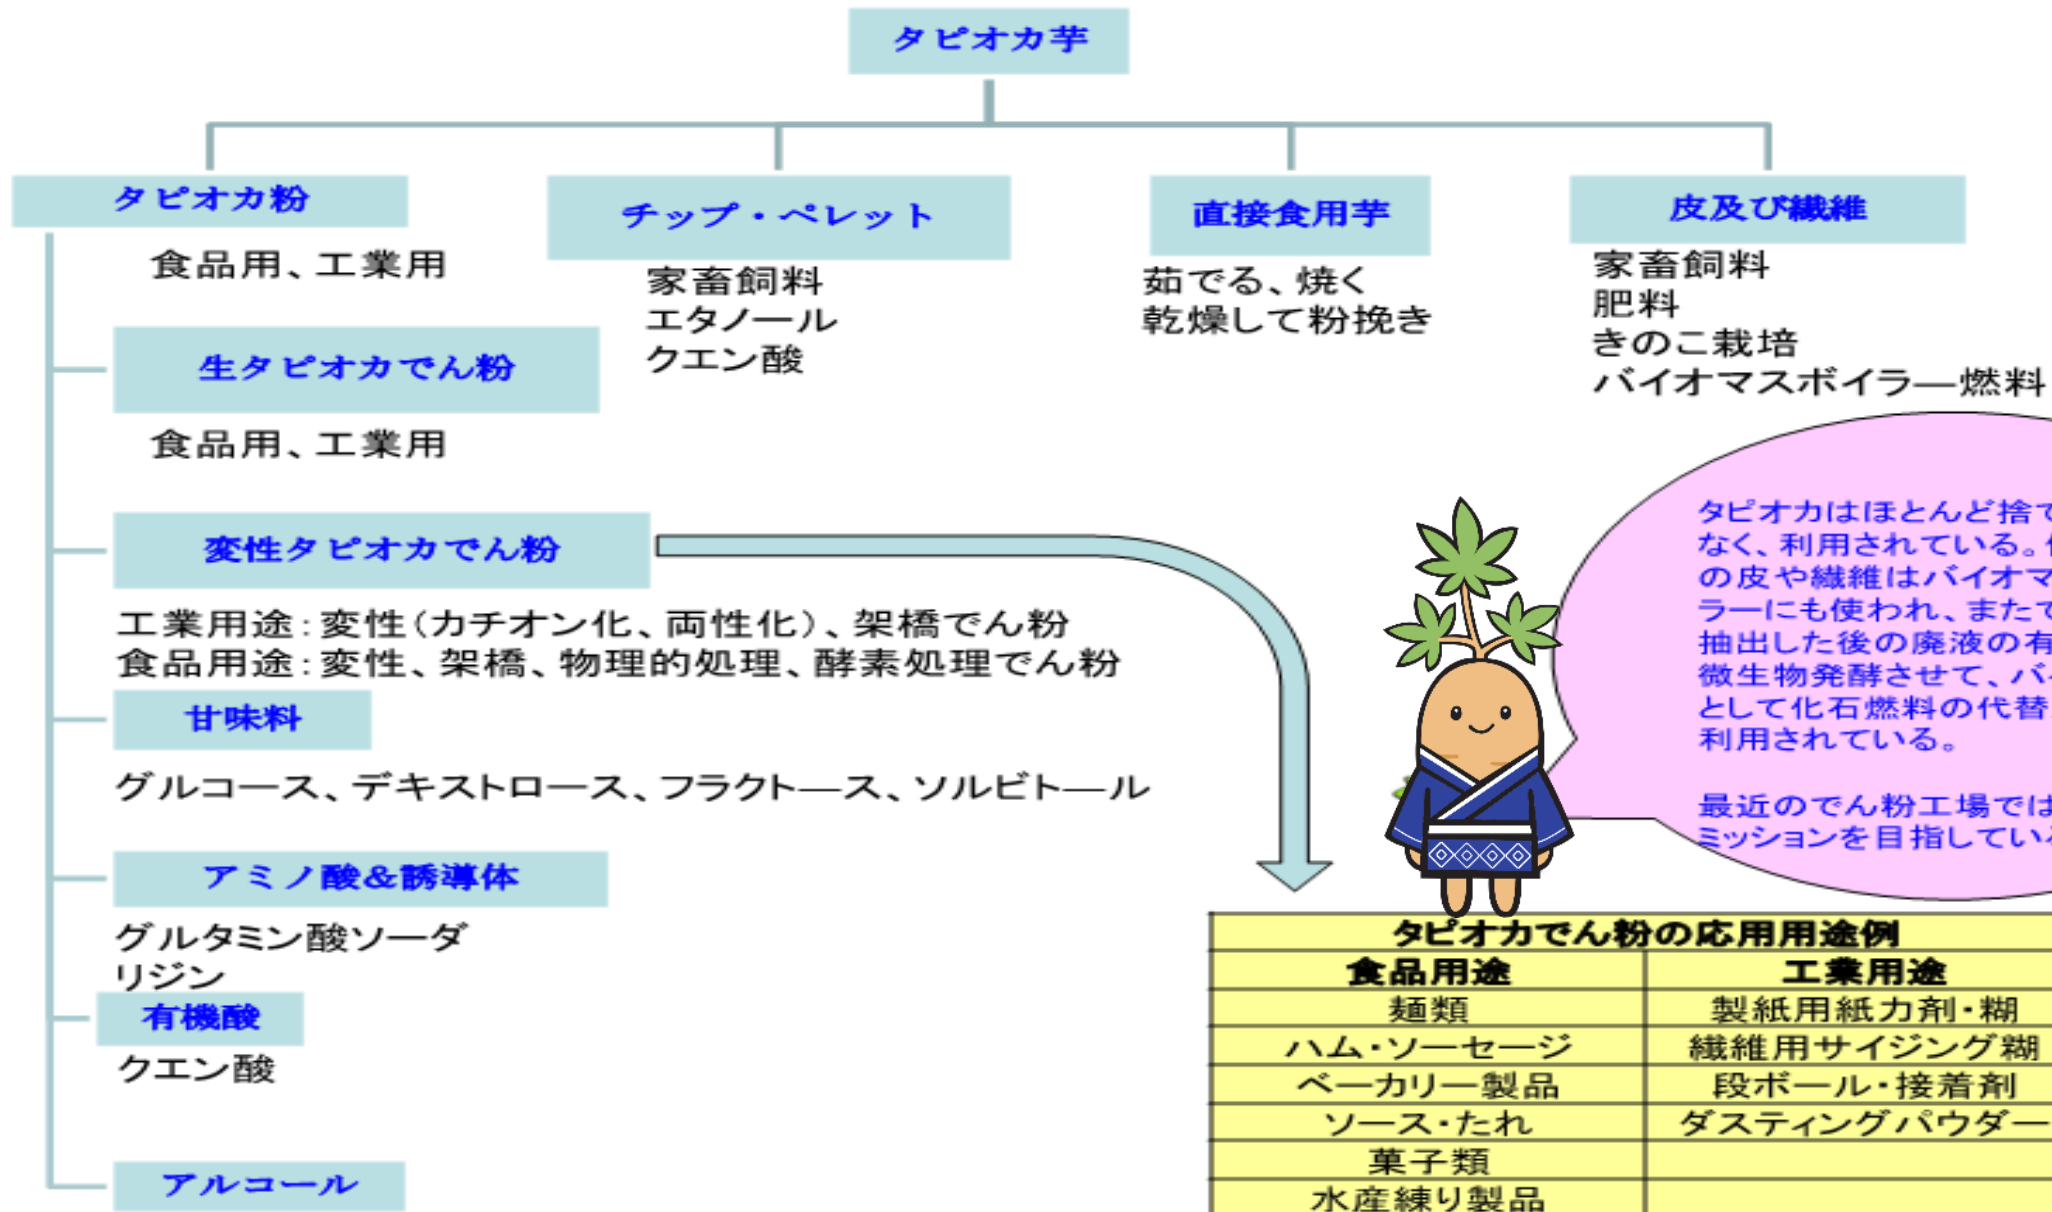 タピオカ芋
タピオカ粉
食品用、工業用
生タピオカでん粉
食品用、工業用
変性タピオカでん粉
工業用途：変性（カチオン化、両性化）、架橋でん粉
食品用途：変性、架橋、物理的処理、酵素処理でん粉
甘味料
グルコース、デキストロース、フラクト―ス、ソルビト―ル
アミノ酸＆誘導体
グルタミン酸ソーダ
リジン
有機酸
クエン酸
アルコール
チップ・ペレット
家畜飼料
エタノール
クエン酸
直接食用芋
茹でる、焼く
乾燥して粉挽き
皮及び繊維
家畜飼料
肥料
きのこ栽培
バイオマスボイラ―燃料
タピオカはほとんど捨て
なく、利用されている。
の皮や繊維はバイオマ
ラーにも使われ、また
抽出した後の廃液の有
微生物発酵させて、バ
として化石燃料の代替
利用されている。
最近のでん粉工場では
ミッションを目指してい
タピオカでん粉の応用用途例
食品用途 工業用途
麺類 製紙用紙力剤・糊
ハム・ソーセージ 繊維用サイジング糊
ベーカリー製品 段ボール・接着剤
ソース・たれ ダスティングパウダー
菓子類
水産練り製品